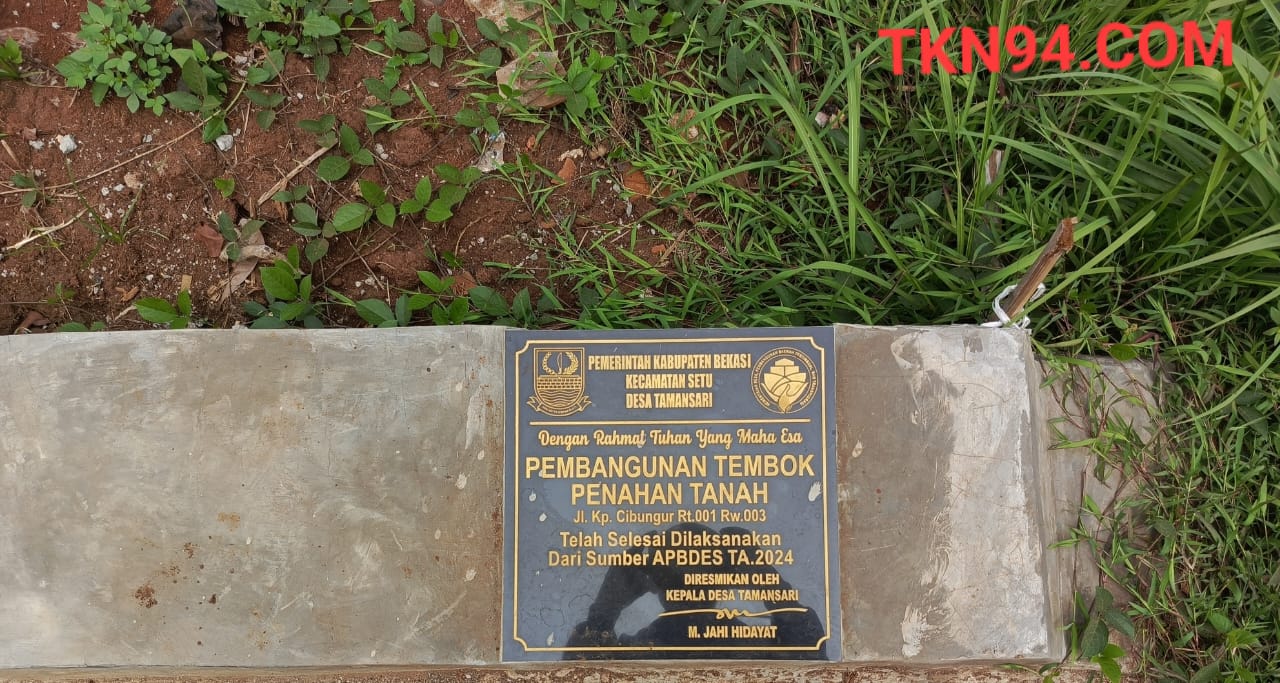 TKN94.COM
PEMERINTAH KABUPATEN BEKASI
KECAMATAN SETU
DESA TAMANSARI
Dengan Rahmat Tuhan Yang Maha Esa
PEMBANGUNAN TEMBOK
PENAHAN TANAH
Jl. Kp. Cibungur Rt.001 Rw.003
Telah Selesai Dilaksanakan
Dari Sumber APBDES TA.2024
DIRESMIKAN OLEH
KEPALA DESA TAMANSARI
M. JAHI HIDAYAT